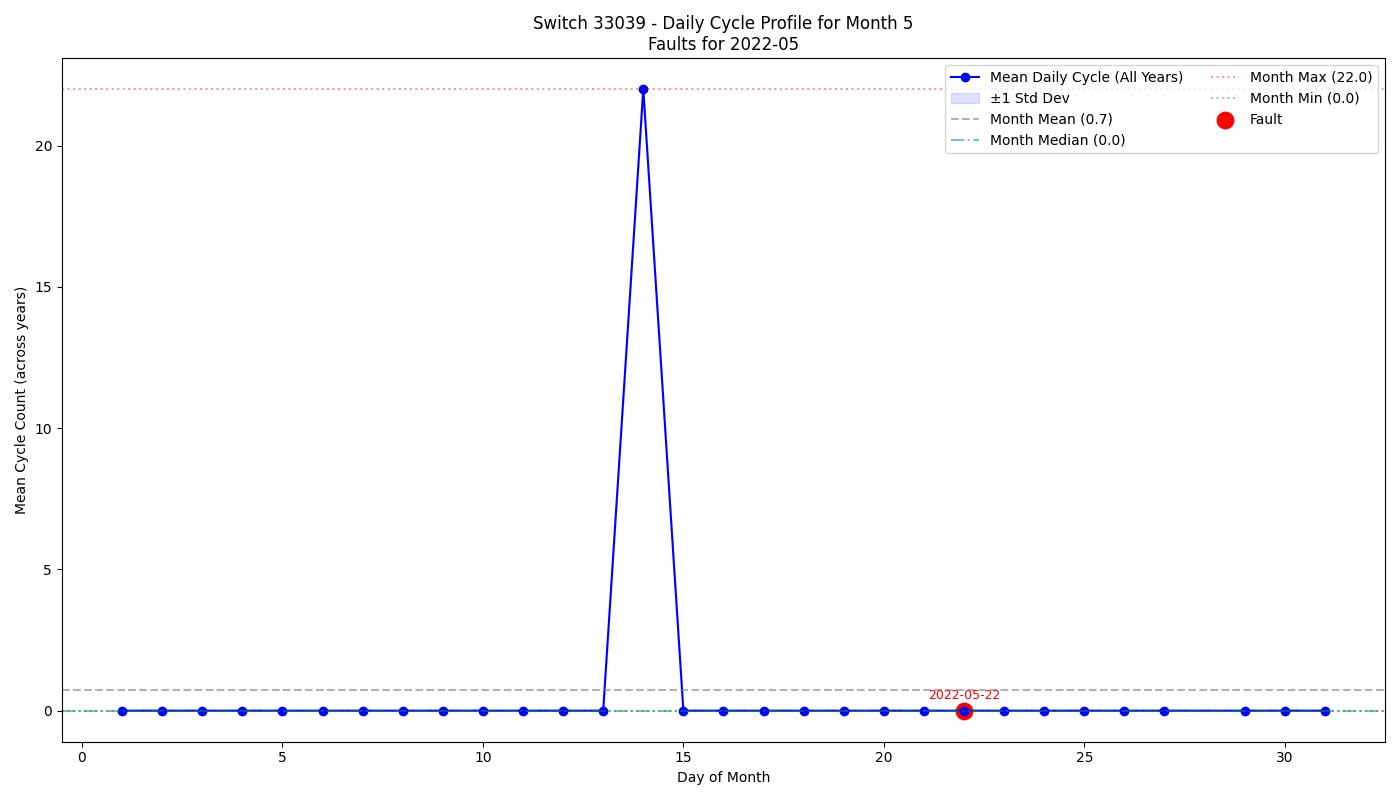 Switch 33039 - Daily Cycle Profile for Month 5
Faults for 2022-05
Mean Daily Cycle (All Years)
±1 Std Dev
Month Mean (0.7)
Month Median (0.0)
Month Max (22.0)
Month Min (0.0)
Fault
Mean Cycle Count (across years)
20
15
10
5
0
2022-05-22
0
5
10
15
20
25
30
Day of Month